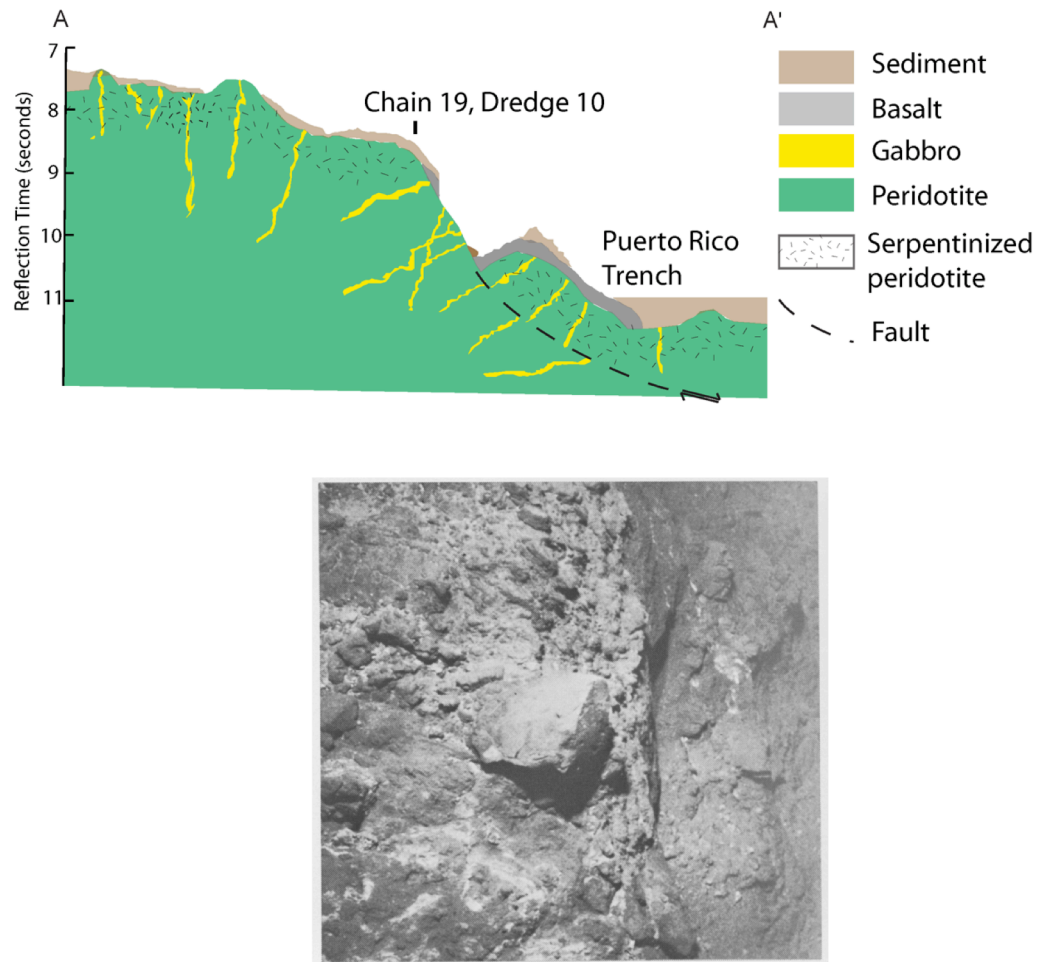 A
A'
7
8
9
10
11
Reflection Time (seconds)
Chain 19, Dredge 10
Puerto Rico
Trench
Sediment
Basalt
Gabbro
Peridotite
Serpentinized
peridotite
Fault